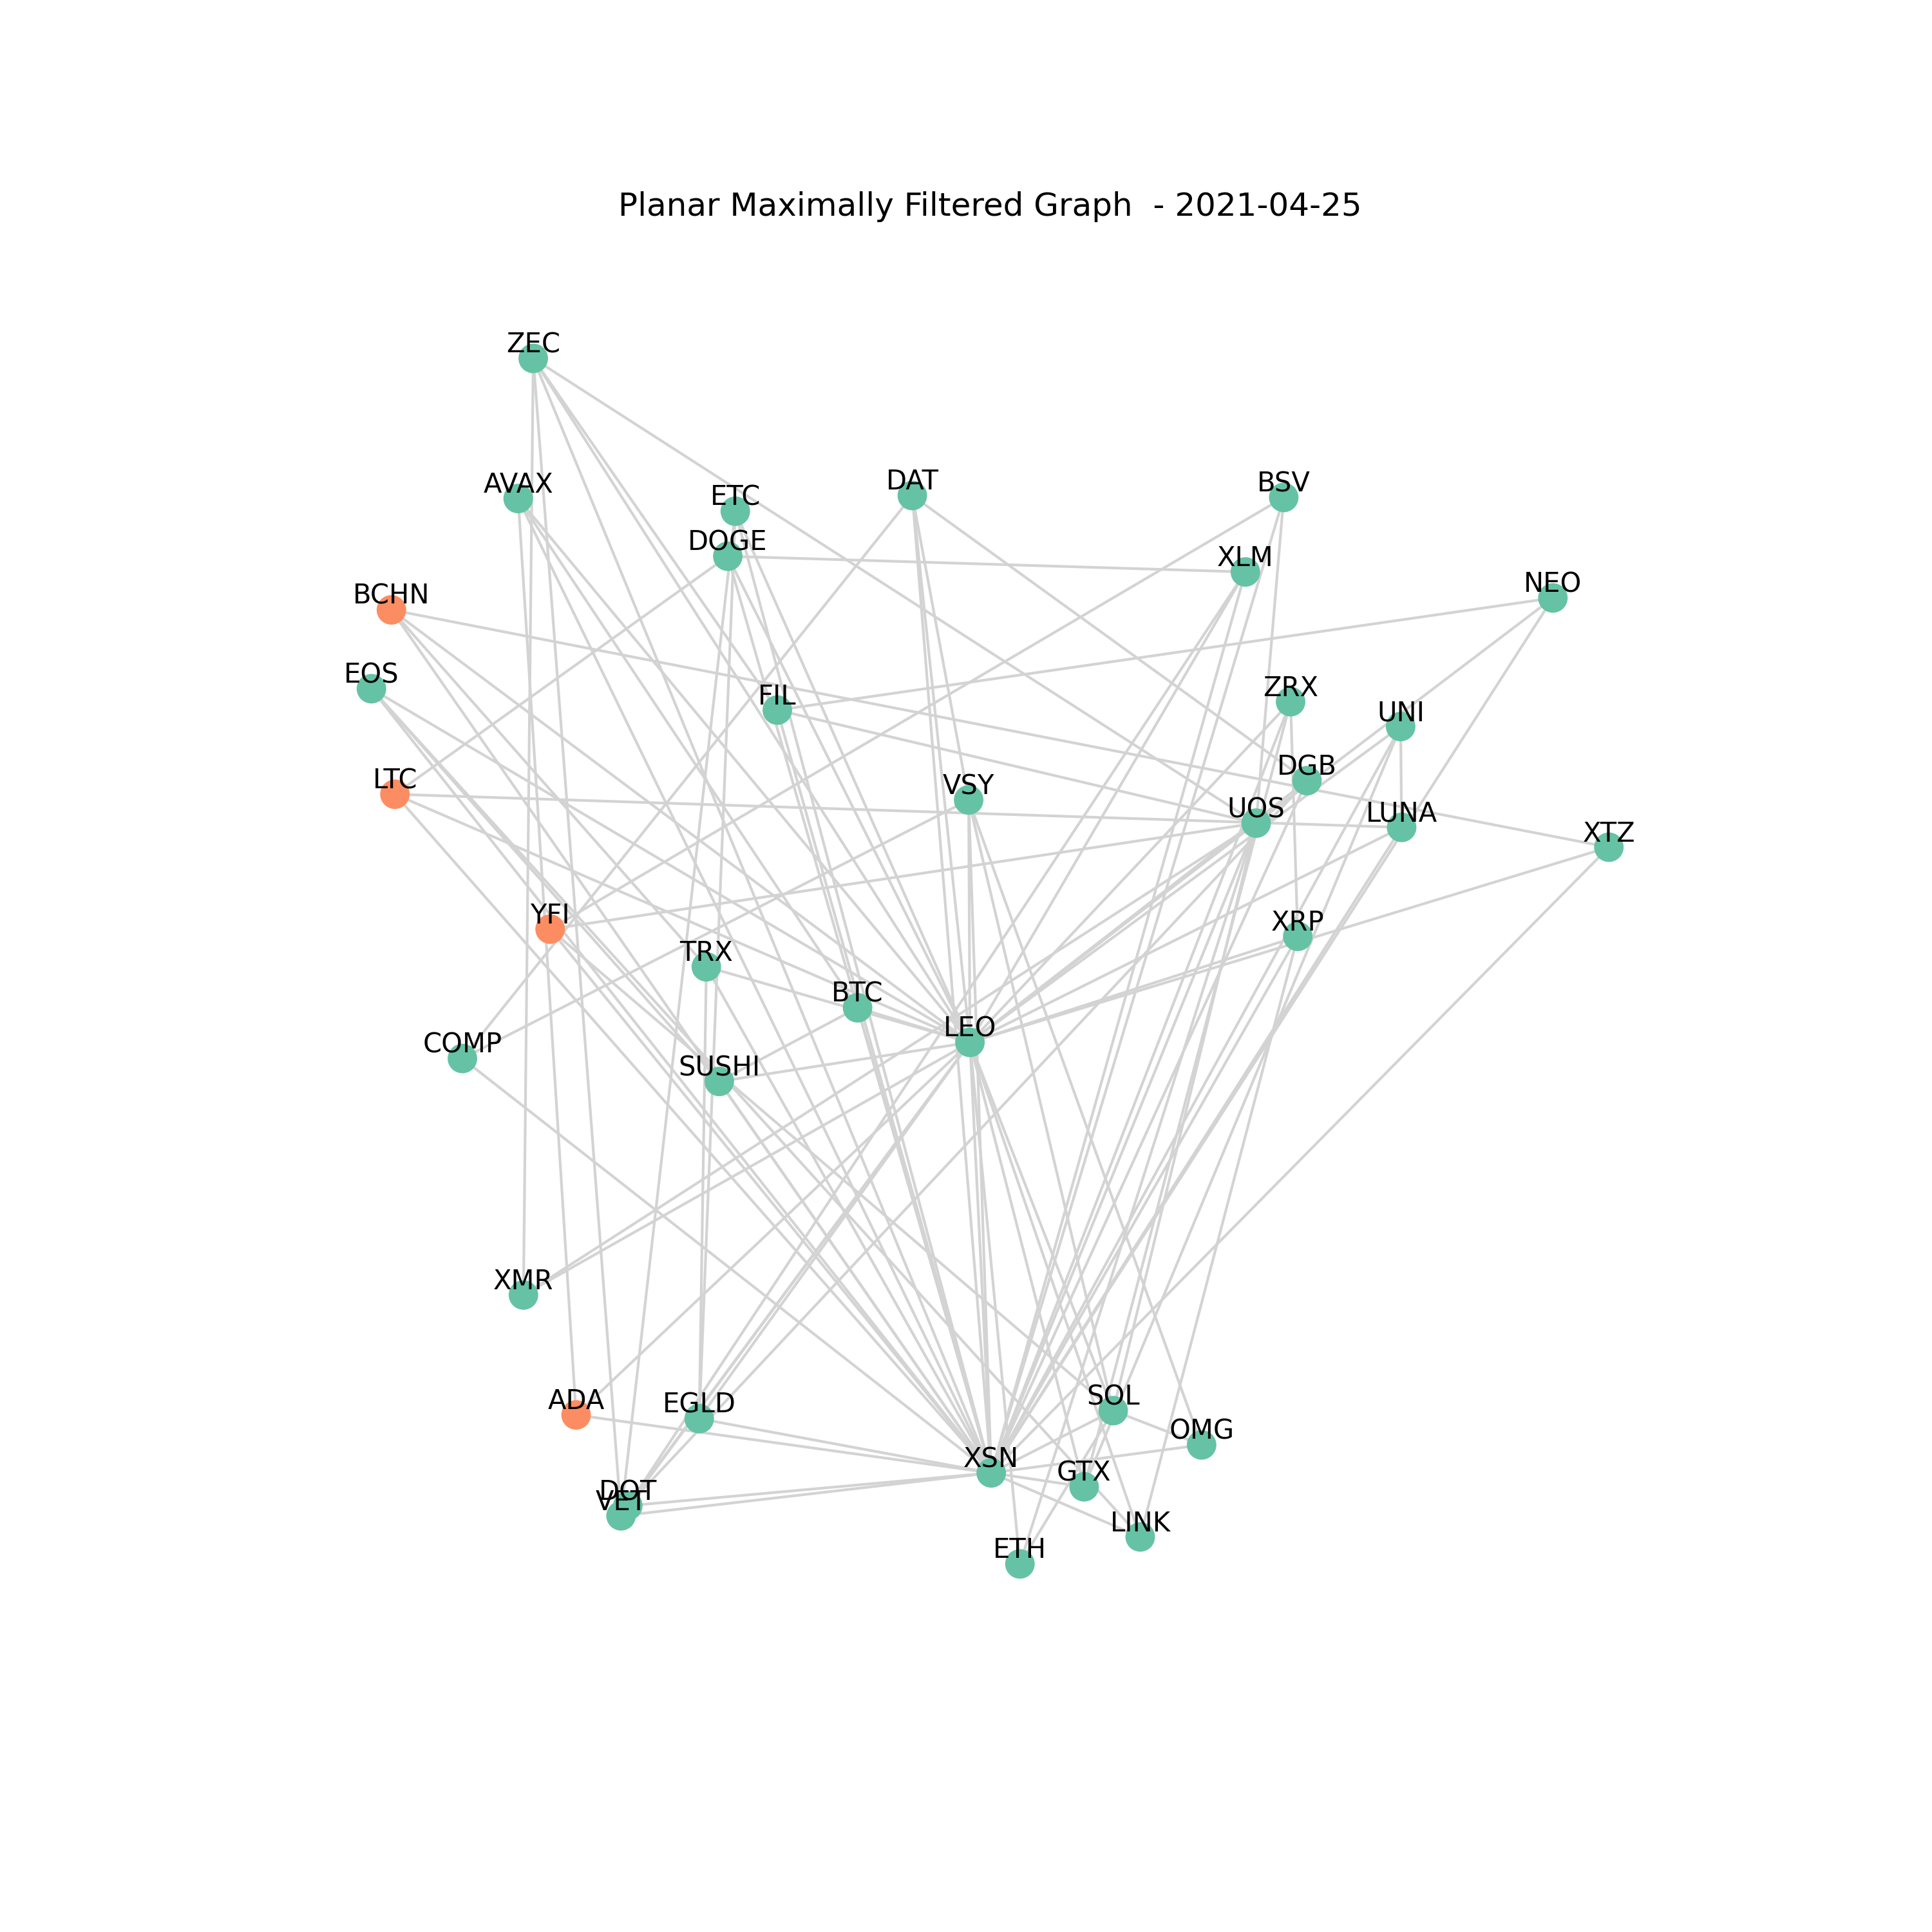 Planar Maximally Filtered Graph - 2021-04-25
ZEC
AVAX
ETC
DAT
BSV
DOGE
XLM
BCHN
NEO
EOS
FIL
ZRX
UNI
LTC
VSY
DGB
UOS
LUNA
XTZ
YFI
TRX
XRP
BTC
LEO
COMP
SUSHI
XMR
ADA
EGLD
SOL
OMG
XSN
GTX
DOT
VET
LINK
ETH